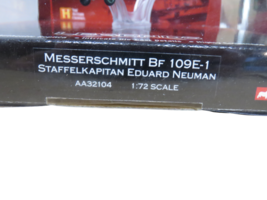 MESSERSCHMITT BF 109E-1
STAFFELKAPITAN EDUARD NEUMAN
AA32104 1:72 SCALE